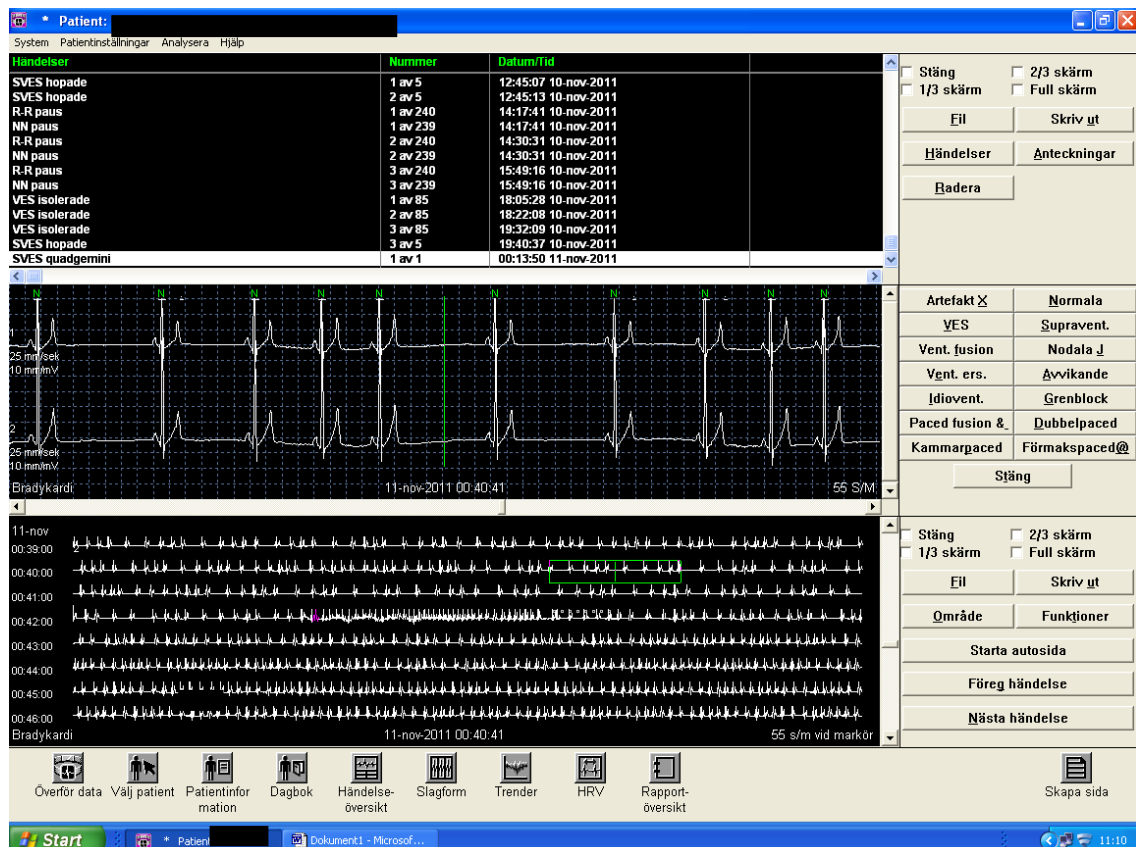 * Patient:
System Patientinställningar Analysera Hjälp
Händelser Nummer Datum/Tid
SVES hopade 1 av 5 12:45:07 10-nov-2011
SVES hopade 2 av 5 12:45:13 10-nov-2011
R-R paus 1 av 240 14:17:41 10-nov-2011
NN paus 1 av 239 14:17:41 10-nov-2011
R-R paus 2 av 240 14:30:31 10-nov-2011
NN paus 2 av 239 14:30:31 10-nov-2011
R-R paus 3 av 240 15:49:16 10-nov-2011
NN paus 3 av 239 15:49:16 10-nov-2011
VES isolerade 1 av 85 18:05:28 10-nov-2011
VES isolerade 2 av 85 18:22:08 10-nov-2011
VES isolerade 3 av 85 19:32:09 10-nov-2011
SVES hopade 3 av 5 19:40:37 10-nov-2011
SVES quadgemini 1 av 1 00:13:50 11-nov-2011
Stäng 2/3 skärm
1/3 skärm Full skärm
Fil Skriv ut
Händelser Anteckningar
Radera
N N N N N N N N N N
1
25 mm/sek
10 mm/mV
2
25 mm/sek
10 mm/mV
Bradykardi 11-nov-2011 00:40:41 55 S/M
Artefakt X Normala
VES Supravent.
Vent. fusion Nodala J
Vent. ers. Avvikande
Idiovent. Grenblock
Paced fusion &_ Dubbelpaced
Kammarpaced Förmakspaced@
Stäng
11-nov
00:39:00 2
00:40:00
00:41:00
00:42:00
00:43:00
00:44:00
00:45:00
00:46:00
Bradykardi 11-nov-2011 00:40:41 55 s/m vid markör
Stäng 2/3 skärm
1/3 skärm Full skärm
Fil Skriv ut
Område Funktioner
Starta autosida
Föreg händelse
Nästa händelse
Överför data Välj patient Patientinfor Dagbok Händelse- Slagform Trender HRV Rapport- Skapa sida
mation översikt översikt
Start * Patient Dokument1 - Microsof... 11:10